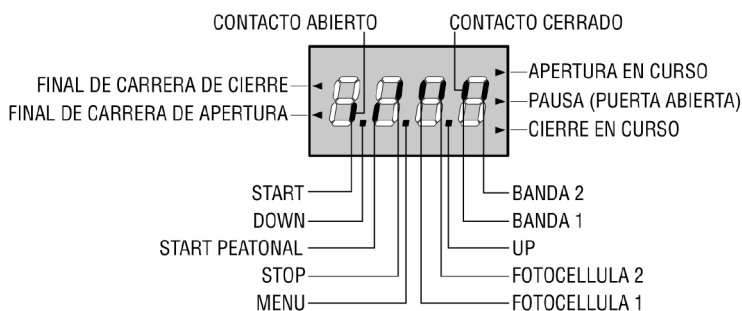 CONTACTO ABIERTO
CONTACTO CERRADO
FINAL DE CARRERA DE CIERRE
FINAL DE CARRERA DE APERTURA
APERTURA EN CURSO
PAUSA (PUERTA ABIERTA)
CIERRE EN CURSO
START
DOWN
START PEATONAL
STOP
MENU
BANDA 2
BANDA 1
UP
FOTOCELLULA 2
FOTOCELLULA 1